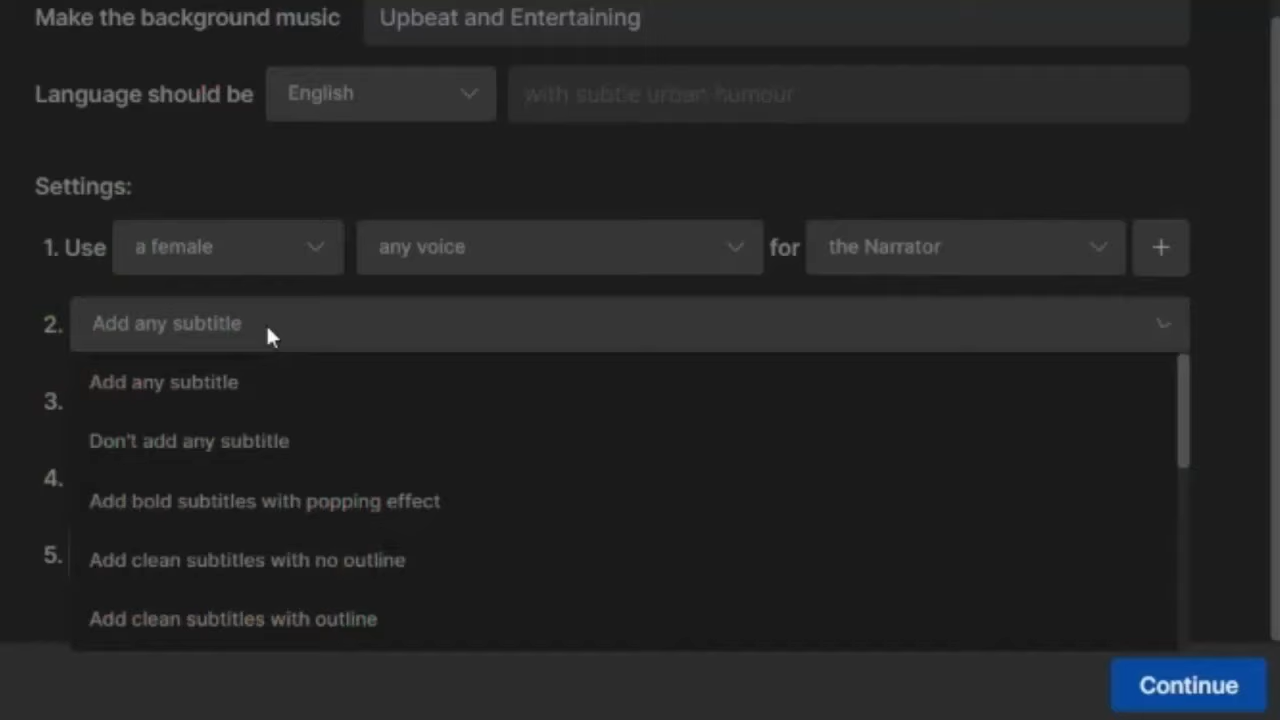 Make the background music Upbeat and Entertaining
Language should be English with subtle urban humour
Settings:
1. Use a female any voice for the Narrator +
2. Add any subtitle
Add any subtitle
3.
Don't add any subtitle
4.
Add bold subtitles with popping effect
5.
Add clean subtitles with no outline
Add clean subtitles with outline
Continue